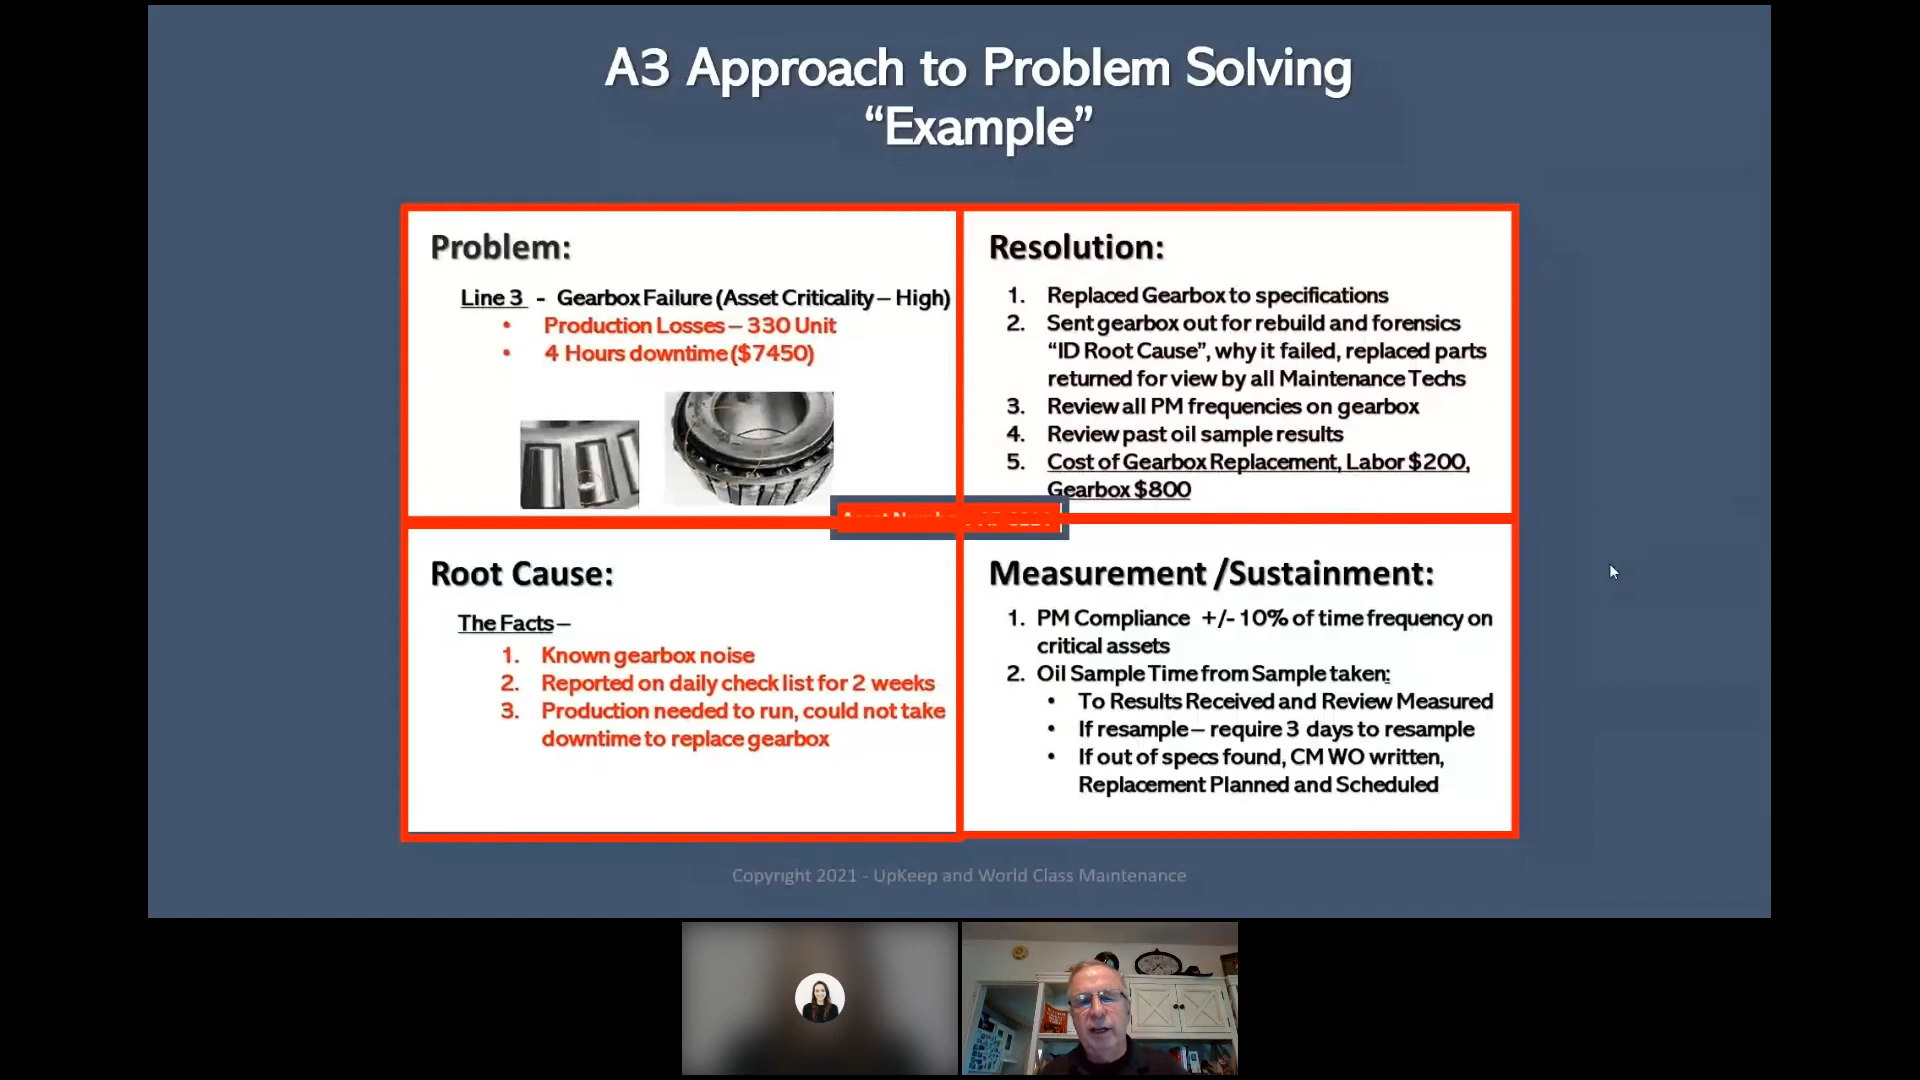 A3 Approach to Problem Solving
“Example”
Problem:
Line 3 - Gearbox Failure (Asset Criticality – High)
• Production Losses – 330 Unit
• 4 Hours downtime ($7450)
Resolution:
1. Replaced Gearbox to specifications
2. Sent gearbox out for rebuild and forensics
“ID Root Cause”, why it failed, replaced parts
returned for view by all Maintenance Techs
3. Review all PM frequencies on gearbox
4. Review past oil sample results
5. Cost of Gearbox Replacement, Labor $200,
Gearbox $800
Root Cause:
The Facts –
1. Known gearbox noise
2. Reported on daily check list for 2 weeks
3. Production needed to run, could not take
downtime to replace gearbox
Measurement /Sustainment:
1. PM Compliance +/- 10% of time frequency on
critical assets
2. Oil Sample Time from Sample taken:
• To Results Received and Review Measured
• If resample – require 3 days to resample
• If out of specs found, CM WO written,
Replacement Planned and Scheduled
Copyright 2021 - UpKeep and World Class Maintenance